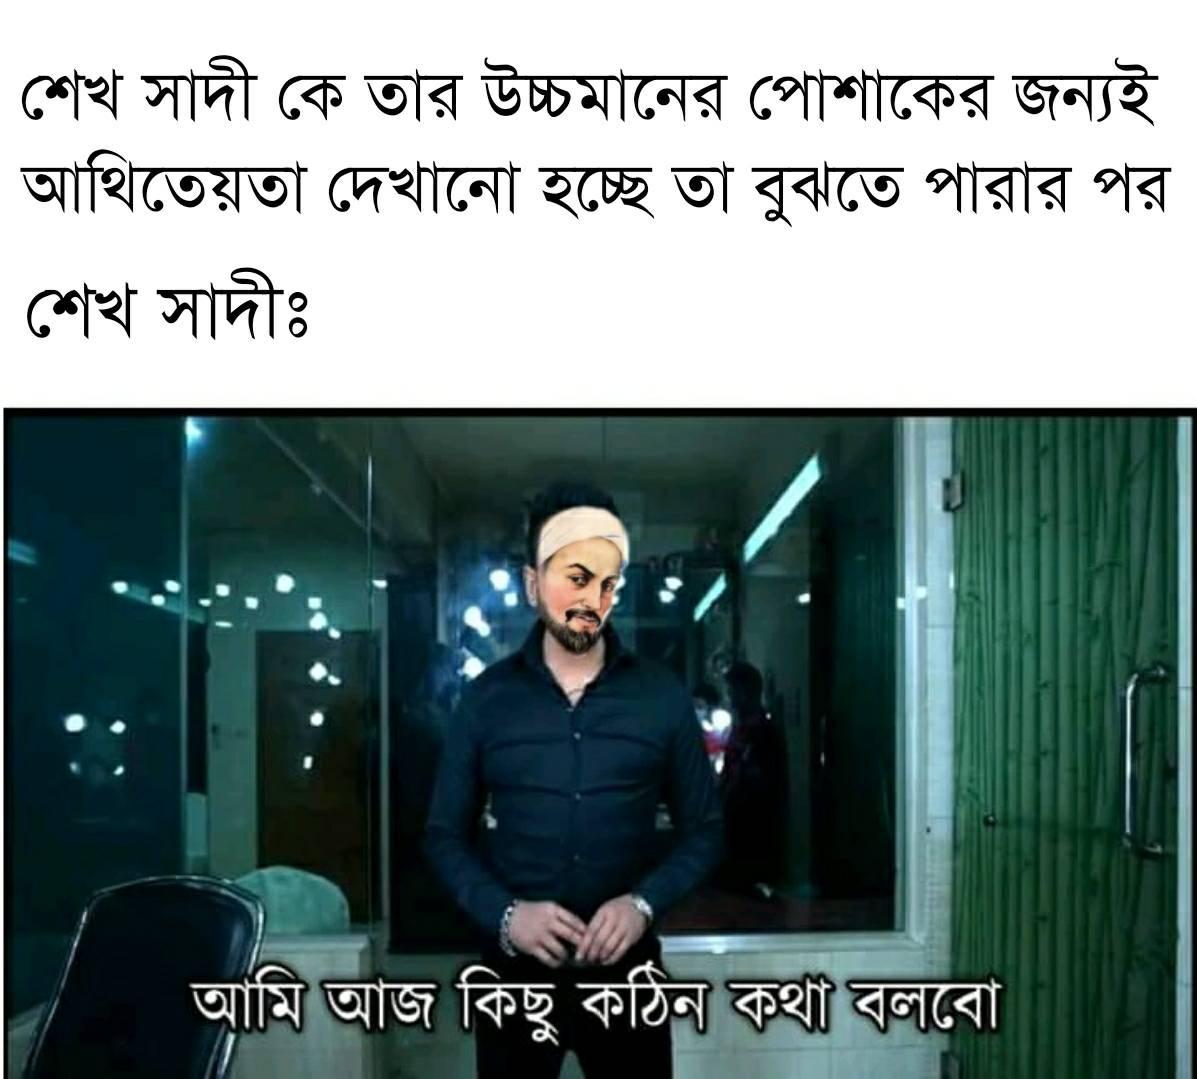 শেখ সাদী কে তার উচ্চমানের পোশাকের জন্যই
আথিতেয়তা দেখানো হচ্ছে তা বুঝতে পারার পর
শেখ সাদীঃ
আমি আজ কিছু কঠিন কথা বলবো